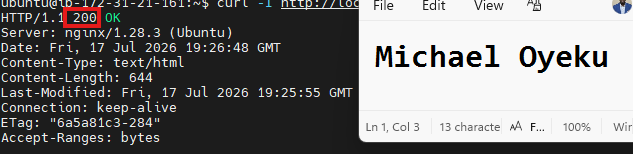 ubuntu@ip-172-31-21-161:~$ curl -I http://loc
HTTP/1.1 200 OK
Server: nginx/1.28.3 (Ubuntu)
Date: Fri, 17 Jul 2026 19:26:48 GMT
Content-Type: text/html
Content-Length: 644
Last-Modified: Fri, 17 Jul 2026 19:25:55 GMT
Connection: keep-alive
ETag: "6a5a81c3-284"
Accept-Ranges: bytes
Michael Oyeku
Ln 1, Col 3
13 characte
F...
100%
Wir